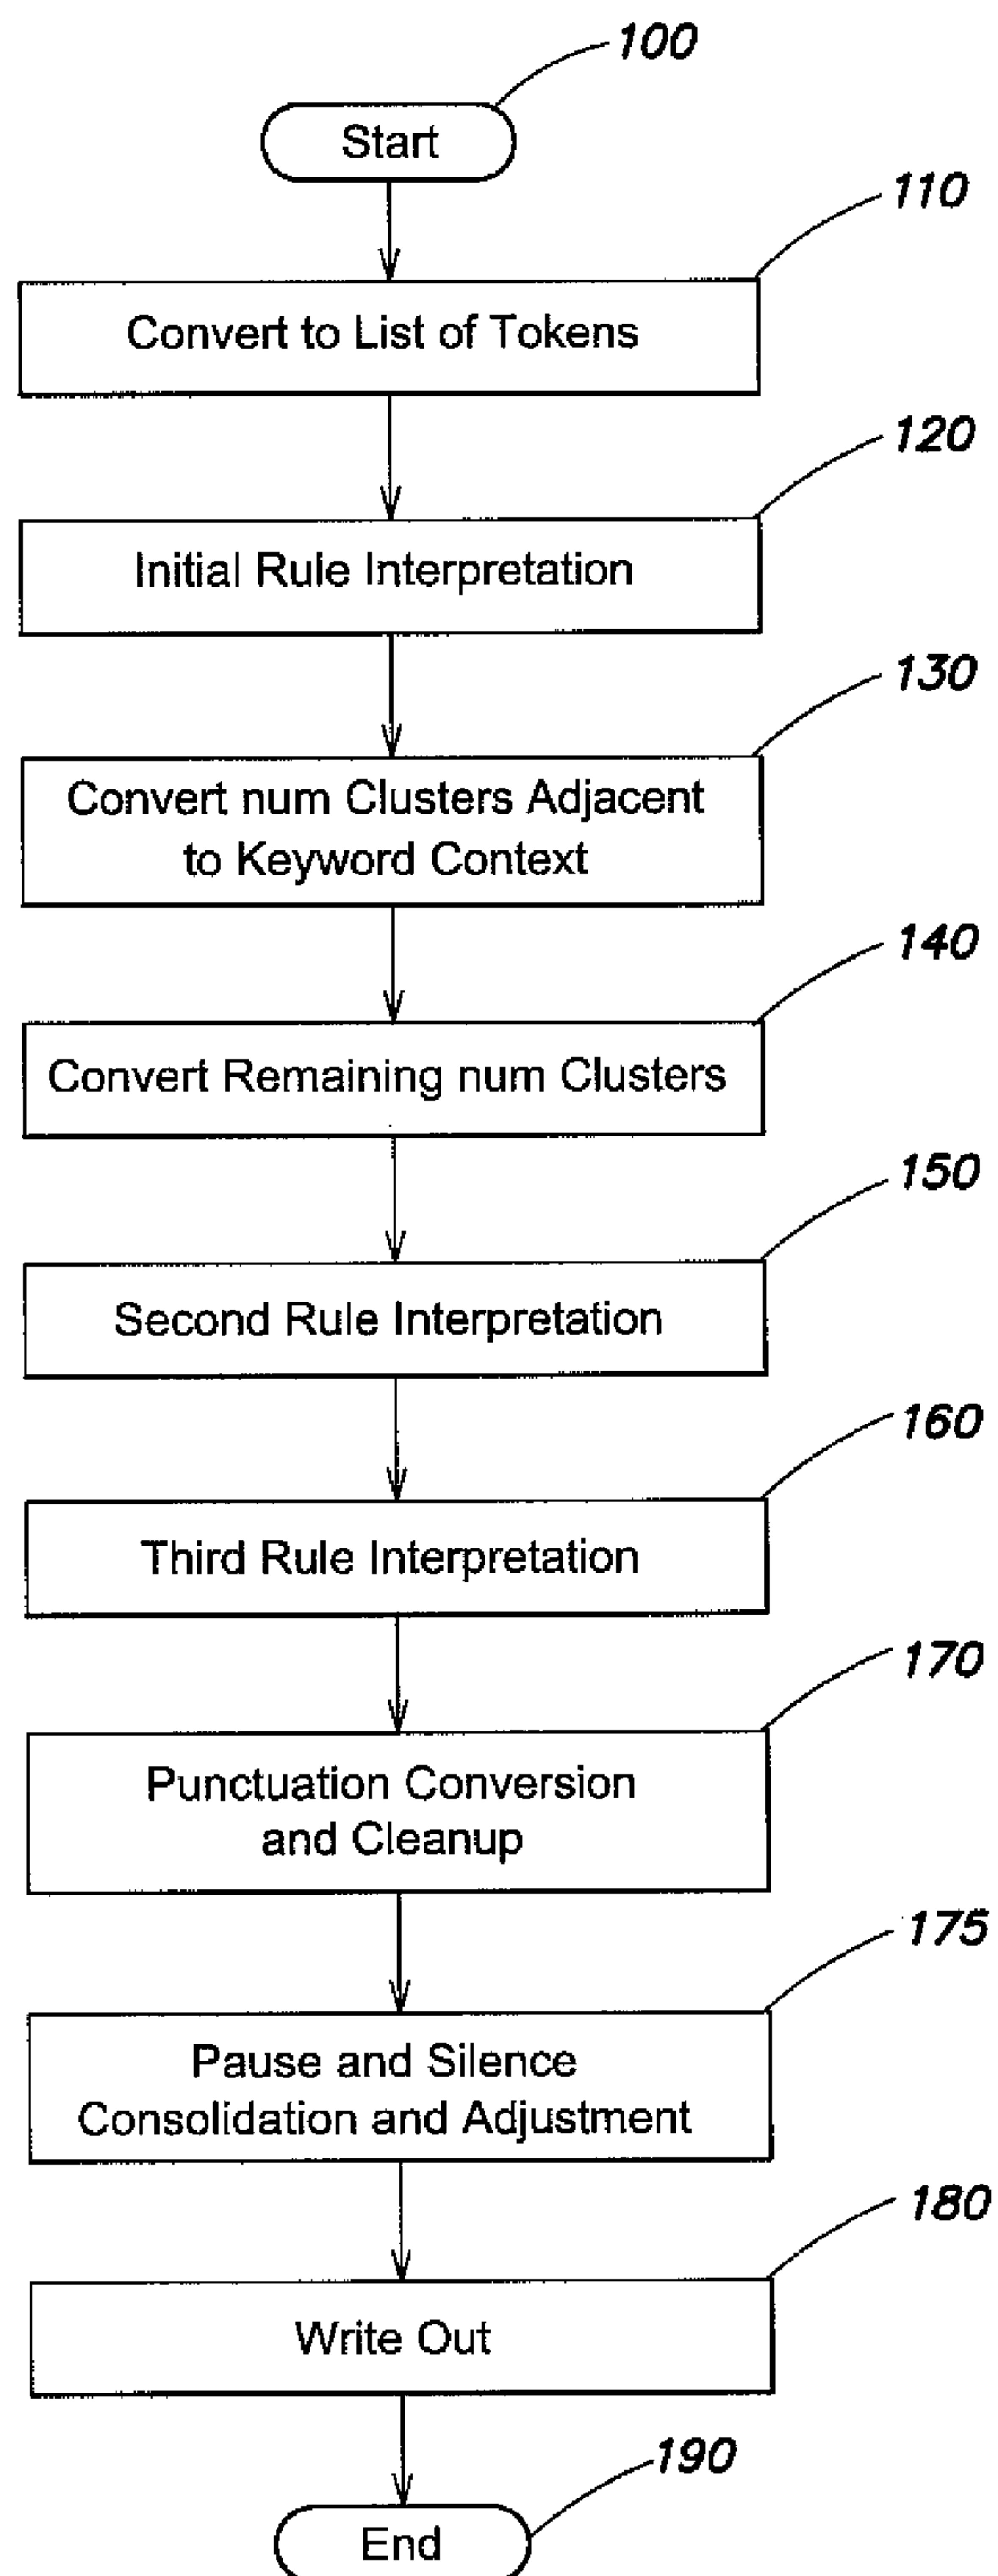 100
Start
110
Convert to List of Tokens
120
Initial Rule Interpretation
130
Convert num Clusters Adjacent
to Keyword Context
140
Convert Remaining num Clusters
150
Second Rule Interpretation
160
Third Rule Interpretation
170
Punctuation Conversion
and Cleanup
175
Pause and Silence
Consolidation and Adjustment
180
Write Out
190
End